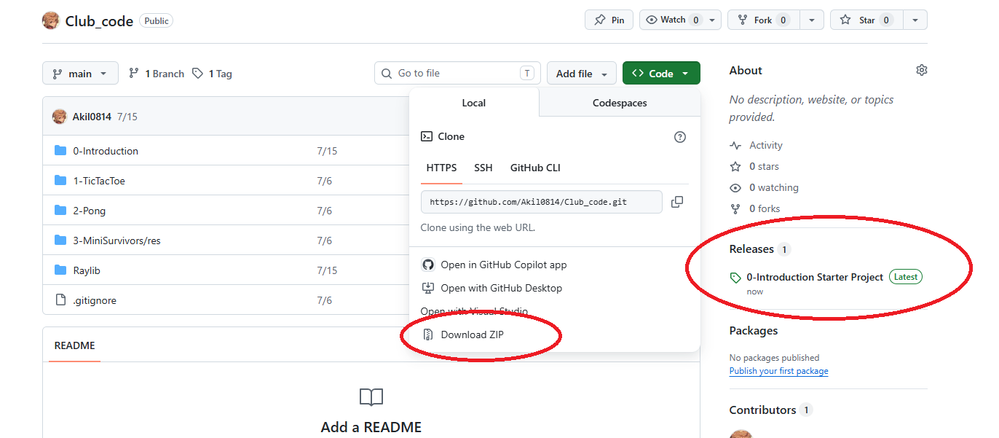 Club_code Public
Pin
Watch 0
Fork 0
Star 0
main
1 Branch
1 Tag
Go to file T
Add file
Code
Akil0814 7/15
0-Introduction 7/15
1-TicTacToe 7/6
2-Pong 7/6
3-MiniSurvivors/res 7/6
Raylib 7/15
.gitignore 7/6
README
Add a README
Local Codespaces
Clone
HTTPS SSH GitHub CLI
https://github.com/Akil0814/Club_code.git
Clone using the web URL.
Open in GitHub Copilot app
Open with GitHub Desktop
Open with Visual Studio
Download ZIP
About
No description, website, or topics
provided.
Activity
0 stars
0 watching
0 forks
Releases 1
0-Introduction Starter Project Latest
now
Packages
No packages published
Publish your first package
Contributors 1